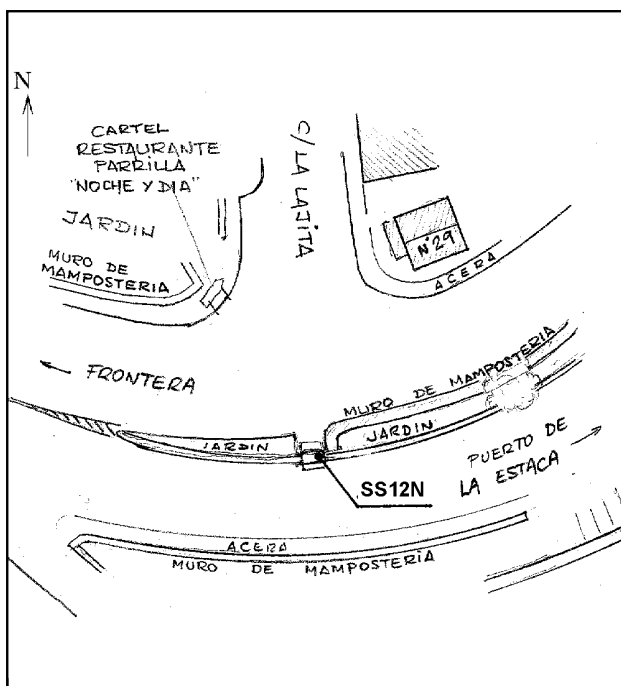 N
CARTEL
RESTAURANTE
PARRILLA
"NOCHE Y DIA"
C/ LA LAJITA
JARDIN
MURO DE
MAMPOSTERIA
Nº29
ACERA
FRONTERA
MURO DE MAMPOSTERIA
JARDIN
JARDIN
PUERTO DE
LA ESTACA
SS12N
ACERA
MURO DE MAMPOSTERIA